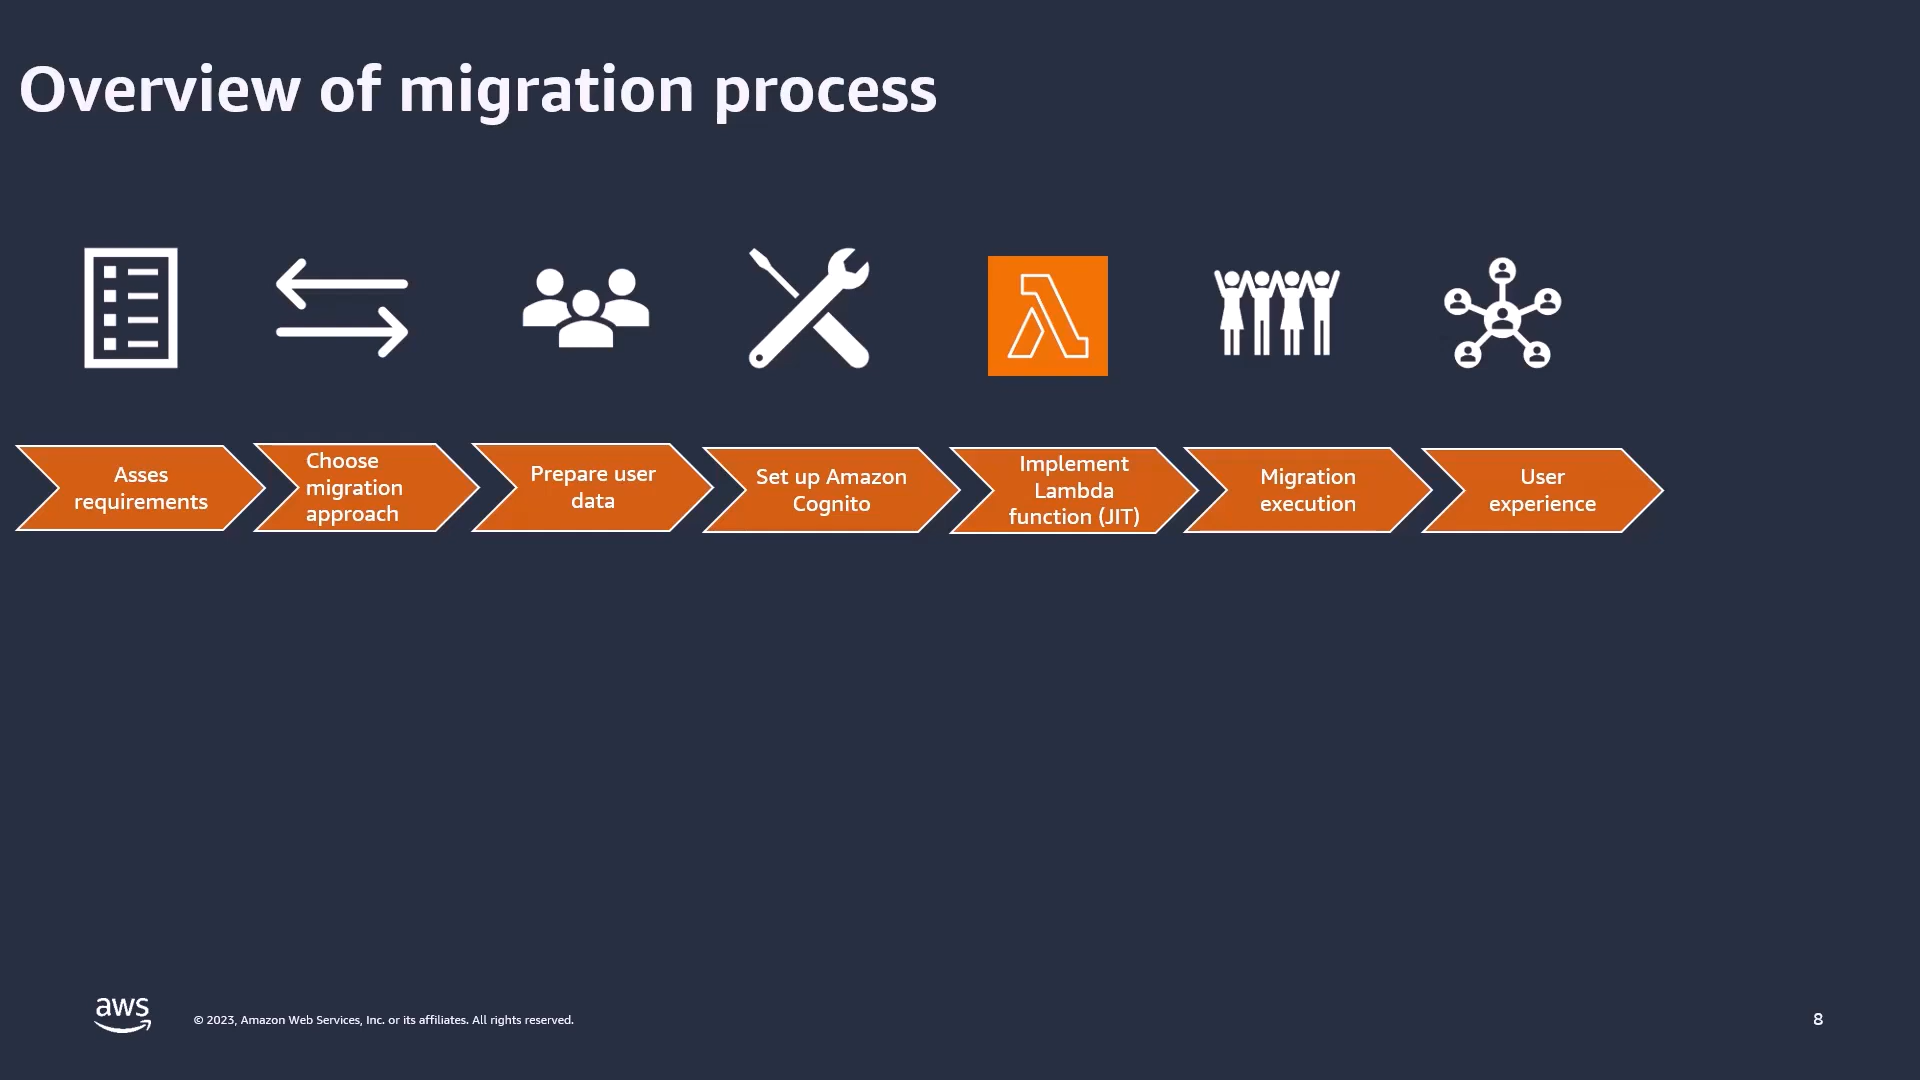 Overview of migration process
Asses
requirements
Choose
migration
approach
Prepare user
data
Set up Amazon
Cognito
Implement
Lambda
function (JIT)
Migration
execution
User
experience
aws
© 2023, Amazon Web Services, Inc. or its affiliates. All rights reserved.
8